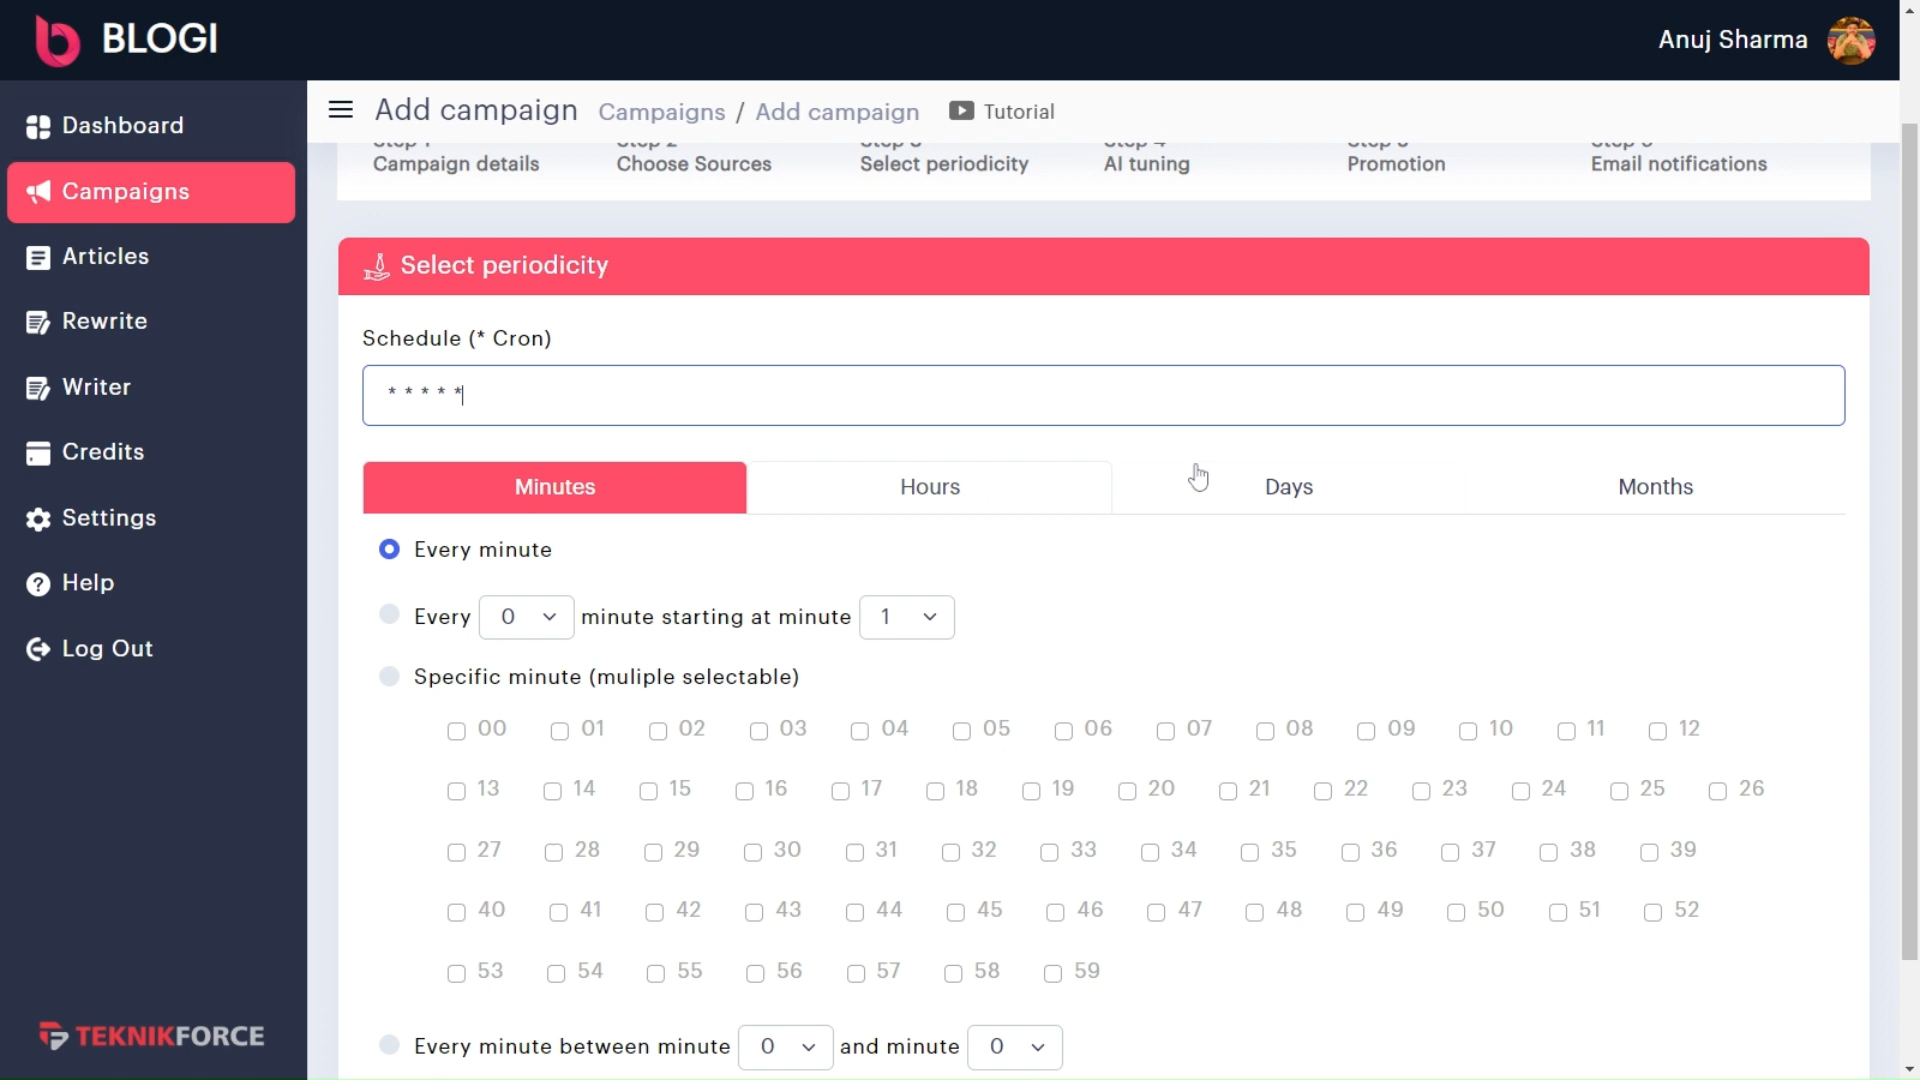 BLOGI
Anuj Sharma
Dashboard
Campaigns
Articles
Rewrite
Writer
Credits
Settings
Help
Log Out
TEKNIKFORCE
Add campaign Campaigns / Add campaign Tutorial
Campaign details Choose Sources Select periodicity AI tuning Promotion Email notifications
Select periodicity
Schedule (* Cron)
* * * * *
Minutes Hours Days Months
Every minute
Every 0 minute starting at minute 1
Specific minute (muliple selectable)
00 01 02 03 04 05 06 07 08 09 10 11 12
13 14 15 16 17 18 19 20 21 22 23 24 25 26
27 28 29 30 31 32 33 34 35 36 37 38 39
40 41 42 43 44 45 46 47 48 49 50 51 52
53 54 55 56 57 58 59
Every minute between minute 0 and minute 0